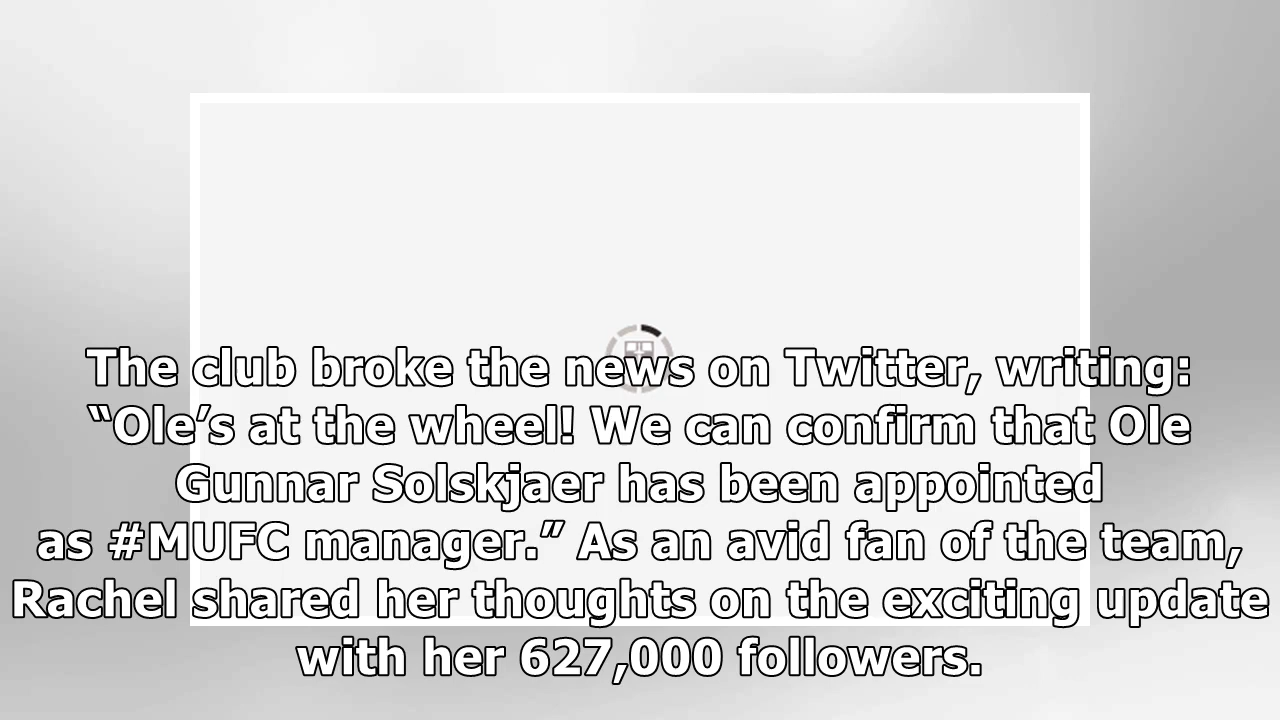 The club broke the news on Twitter, writing:
“Ole’s at the wheel! We can confirm that Ole
Gunnar Solskjaer has been appointed
as #MUFC manager.” As an avid fan of the team,
Rachel shared her thoughts on the exciting update
with her 627,000 followers.